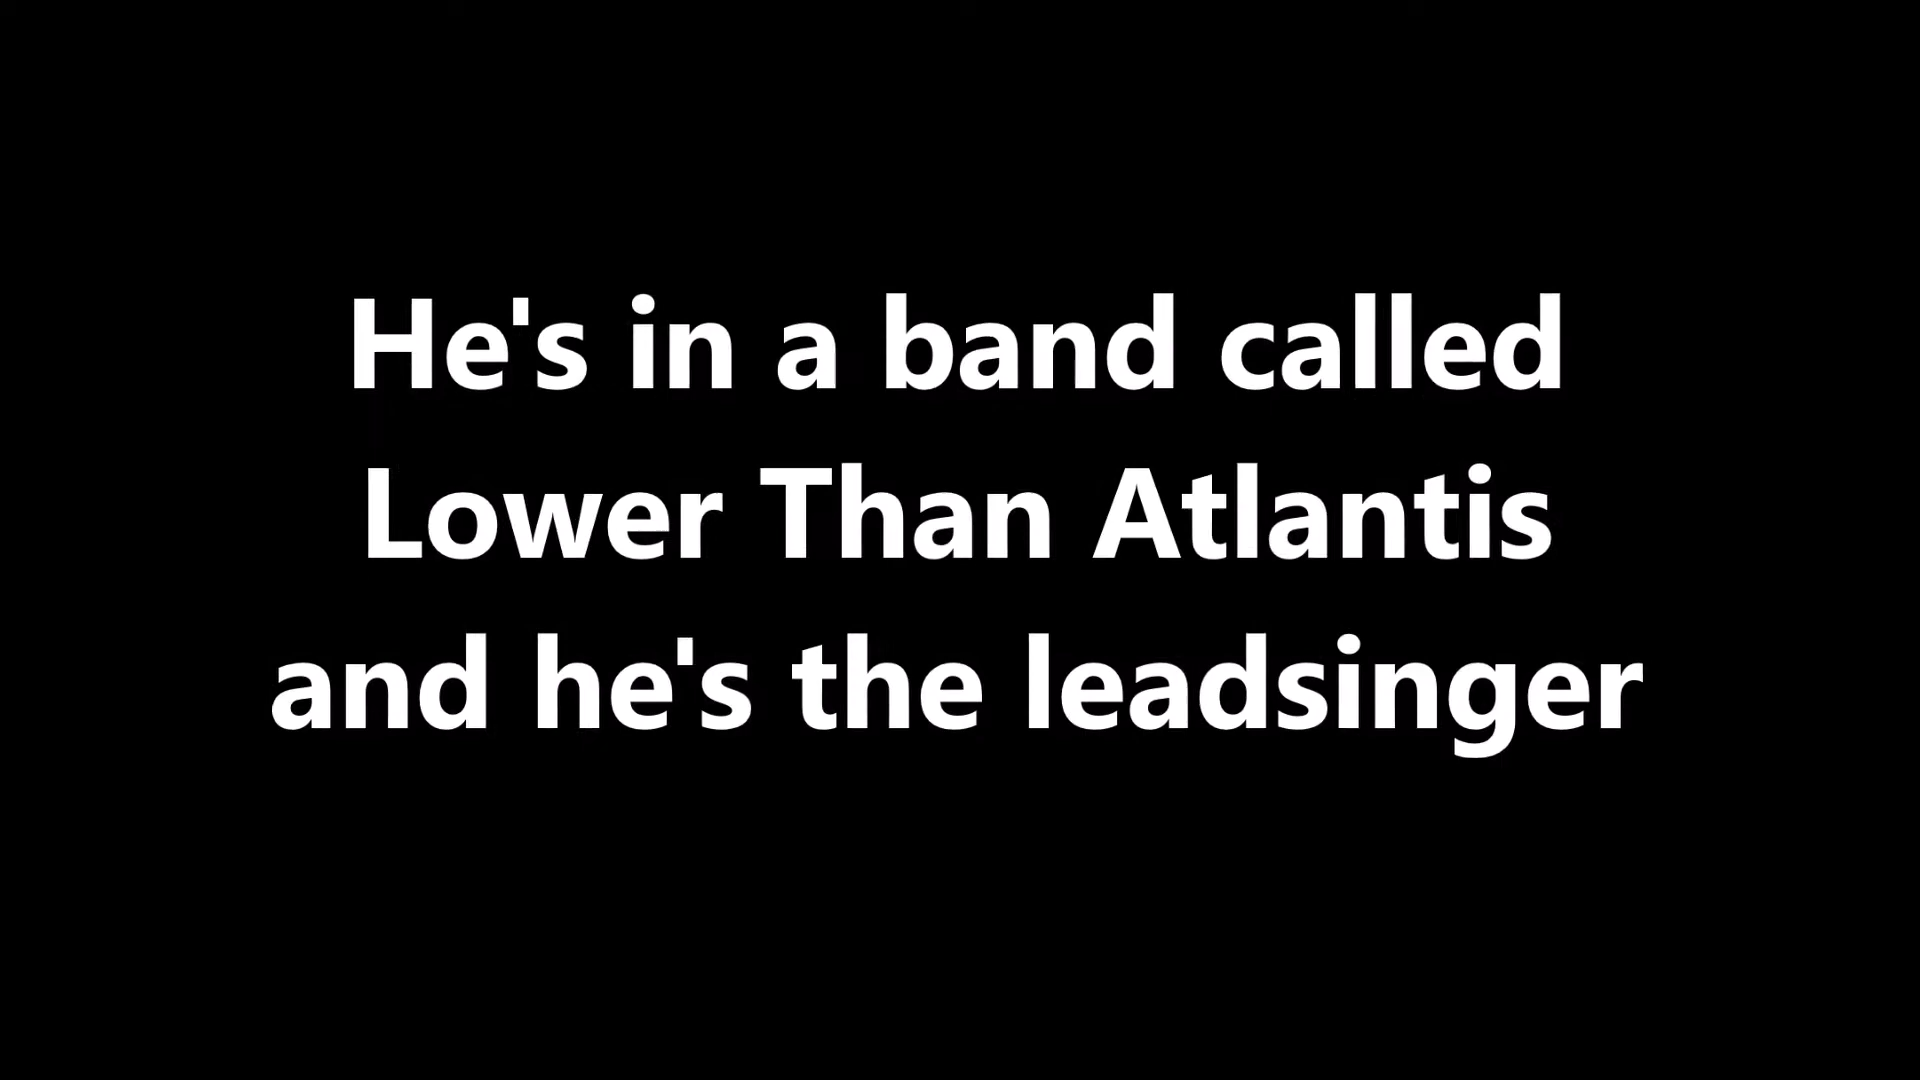 He's in a band called
Lower Than Atlantis
and he's the leadsinger